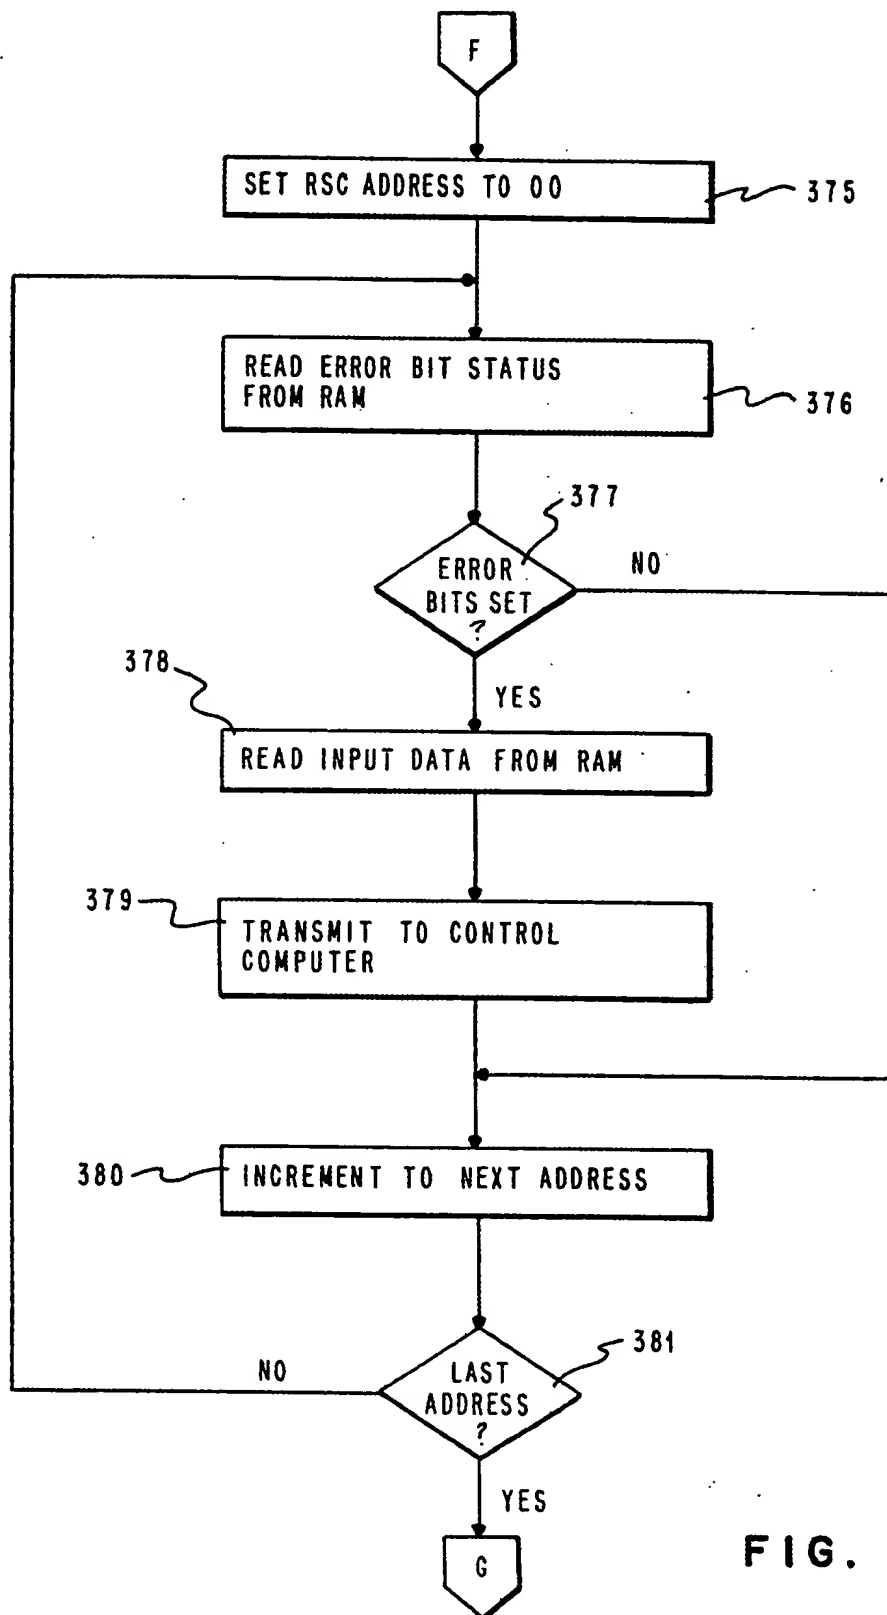 F
SET RSC ADDRESS TO 00
375
READ ERROR BIT STATUS
FROM RAM
376
377
ERROR
BITS SET
?
NO
378
YES
READ INPUT DATA FROM RAM
379
TRANSMIT TO CONTROL
COMPUTER
380
INCREMENT TO NEXT ADDRESS
381
NO
LAST
ADDRESS
?
YES
G
FIG.